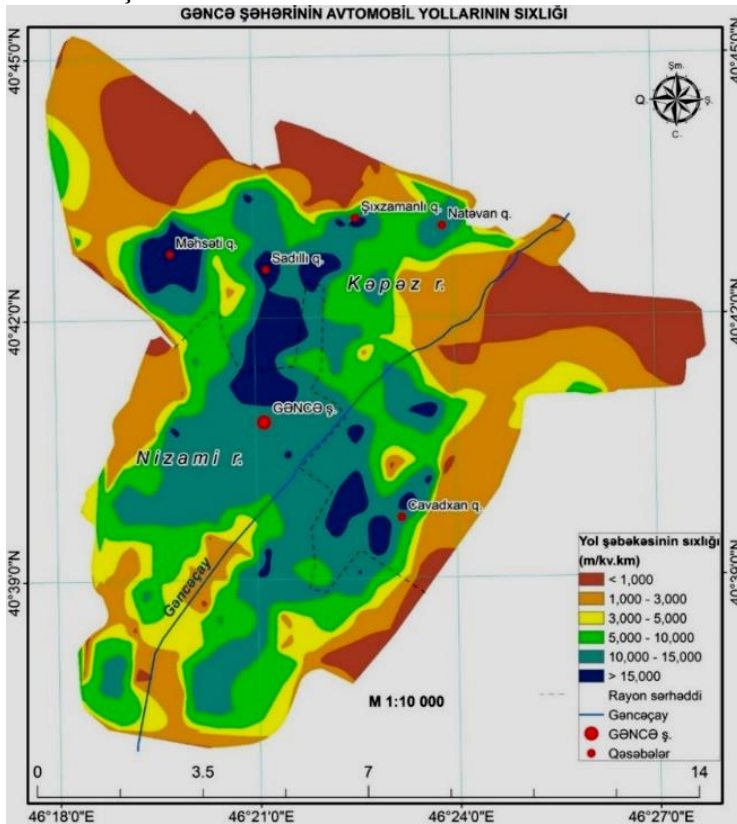 GƏNCƏ ŞƏHƏRİNİN AVTOMOBİL YOLLARININ SIXLIĞI
40°45'0"N
40°45'0"N
Şm.
Q.
Ş.
C.
Şıxzamanlı q.
Natəvan q.
Məhsəti q.
Sadıllı q.
Kəpəz r.
40°42'0"N
40°42'0"N
GƏNCƏ ş.
Nizami r.
Cavadxan q.
Gəncəçay
40°39'0"N
40°39'0"N
Yol şəbəkəsinin sıxlığı
(m/kv.km)
< 1,000
1,000 - 3,000
3,000 - 5,000
5,000 - 10,000
10,000 - 15,000
> 15,000
Rayon sərhəddi
Gəncəçay
GƏNCƏ ş.
Qəsəbələr
M 1:10 000
0 3.5 7 14
46°18'0"E 46°21'0"E 46°24'0"E 46°27'0"E